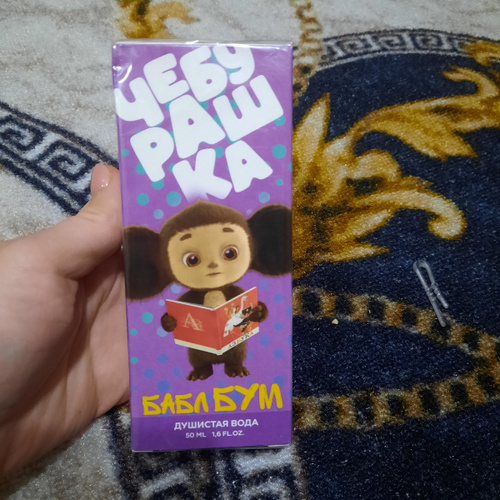 ЧЕБУ
РАШ
КА
А
БАБЛ БУМ
ДУШИСТАЯ ВОДА
50 ML 1,6 FL.OZ.